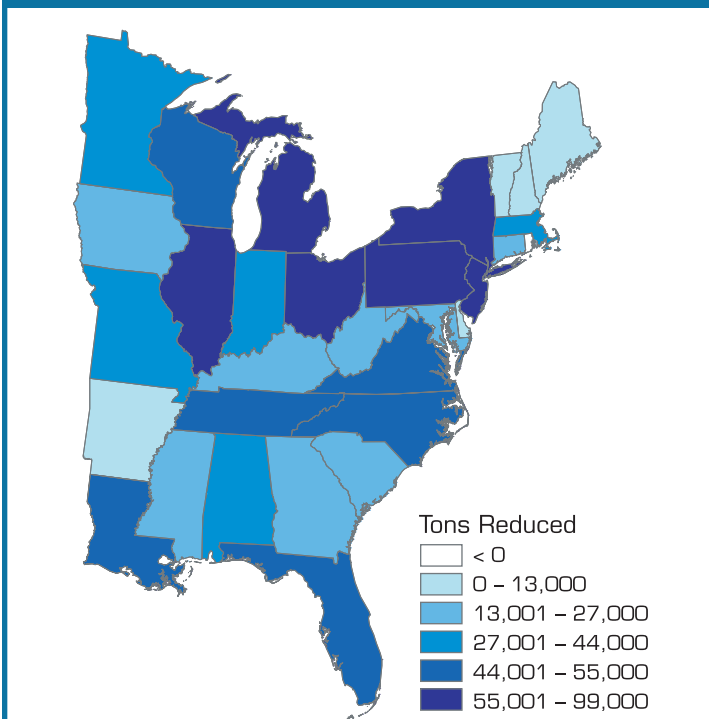 Tons Reduced
< 0
0 – 13,000
13,001 – 27,000
27,001 – 44,000
44,001 – 55,000
55,001 – 99,000